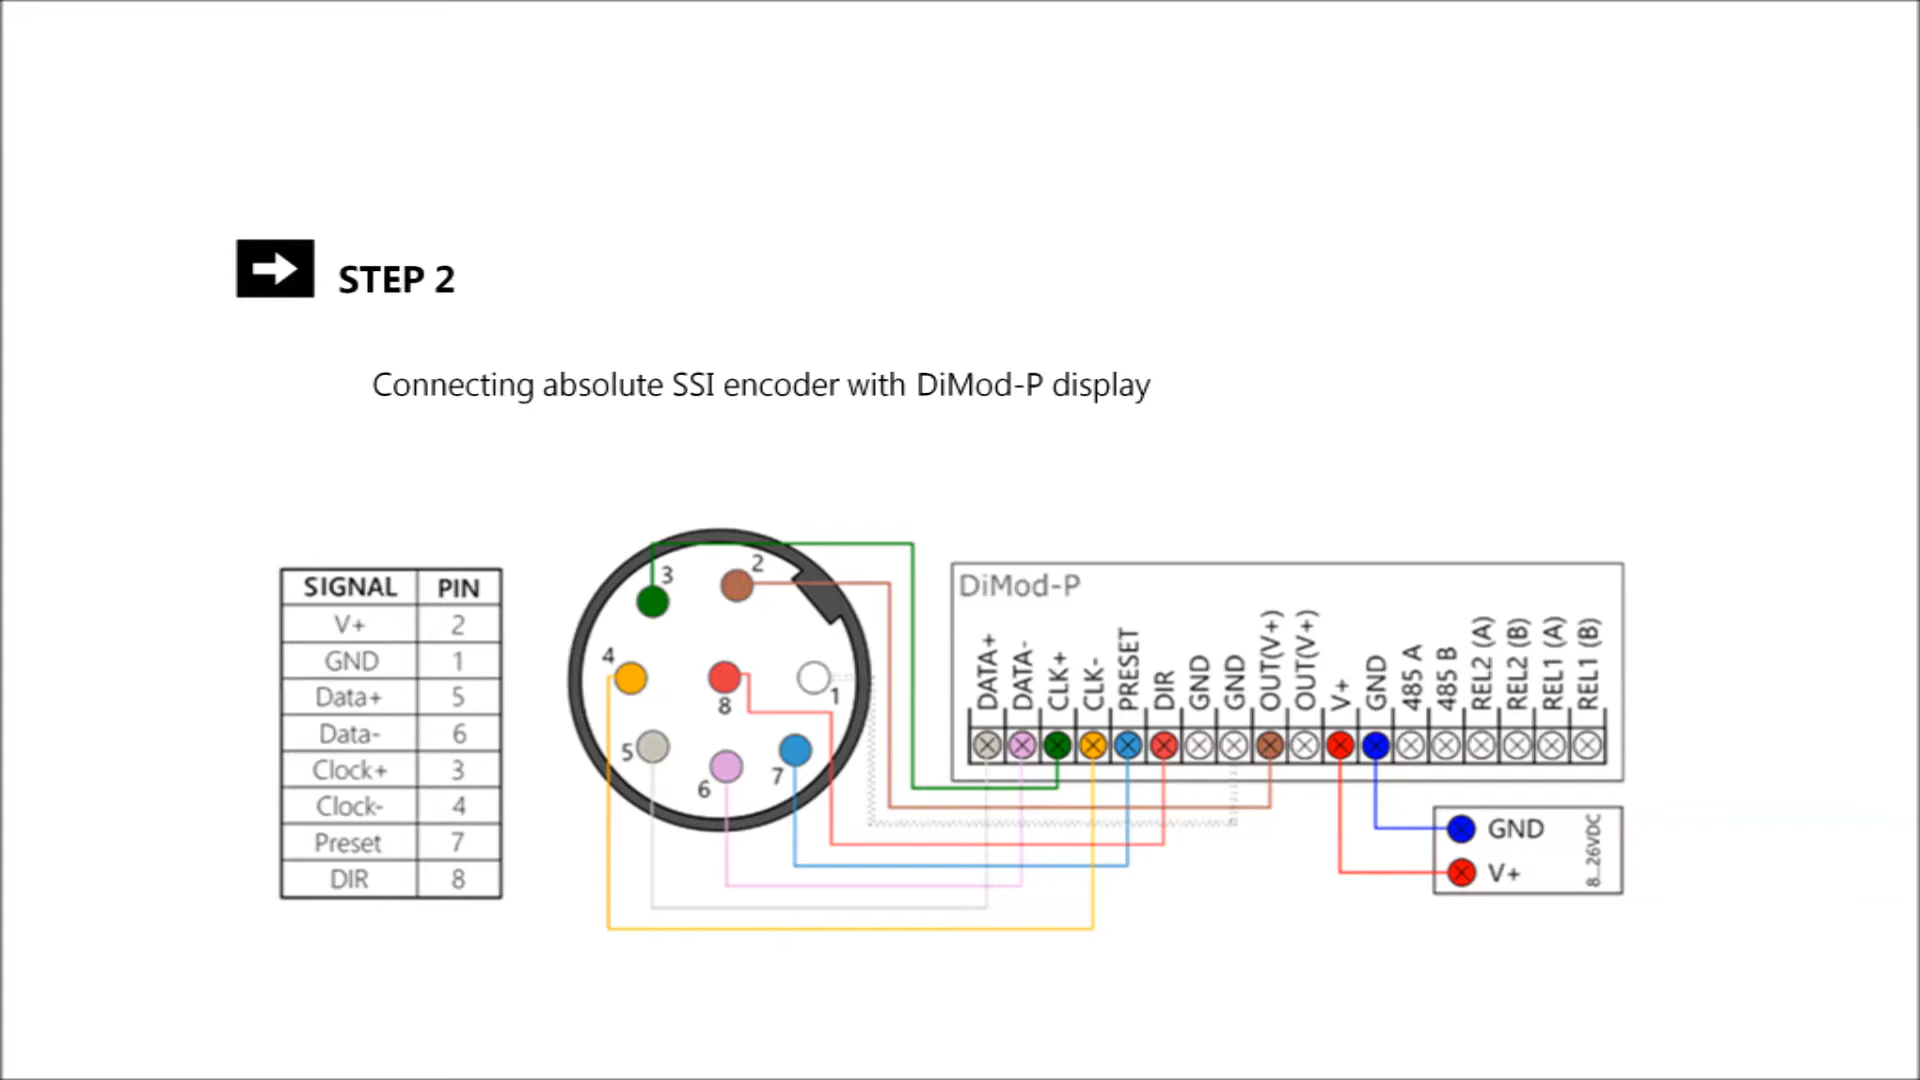 STEP 2
Connecting absolute SSI encoder with DiMod-P display
SIGNAL PIN
V+ 2
GND 1
Data+ 5
Data- 6
Clock+ 3
Clock- 4
Preset 7
DIR 8
3
2
4
8
1
5
6
7
DiMod-P
DATA+
DATA-
CLK+
CLK-
PRESET
DIR
GND
GND
OUT(V+)
OUT(V+)
V+
GND
485 A
485 B
REL2 (A)
REL2 (B)
REL1 (A)
REL1 (B)
GND
V+
8..26VDC